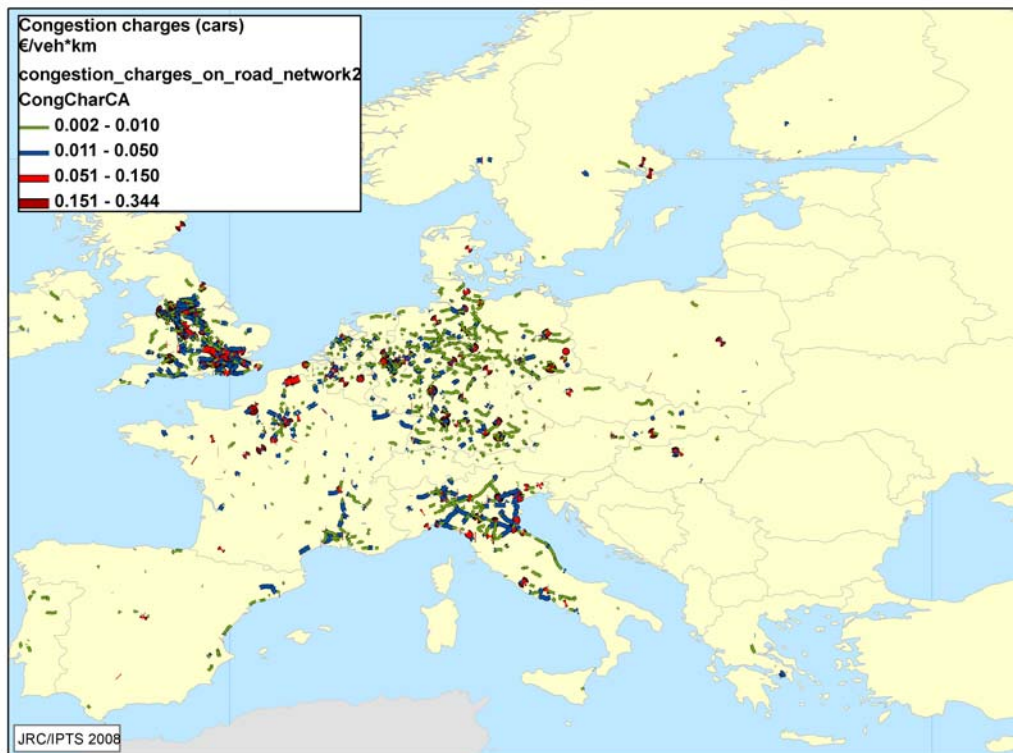 Congestion charges (cars)
€/veh*km
congestion_charges_on_road_network2
CongCharCA
0.002 - 0.010
0.011 - 0.050
0.051 - 0.150
0.151 - 0.344
JRC/IPTS 2008